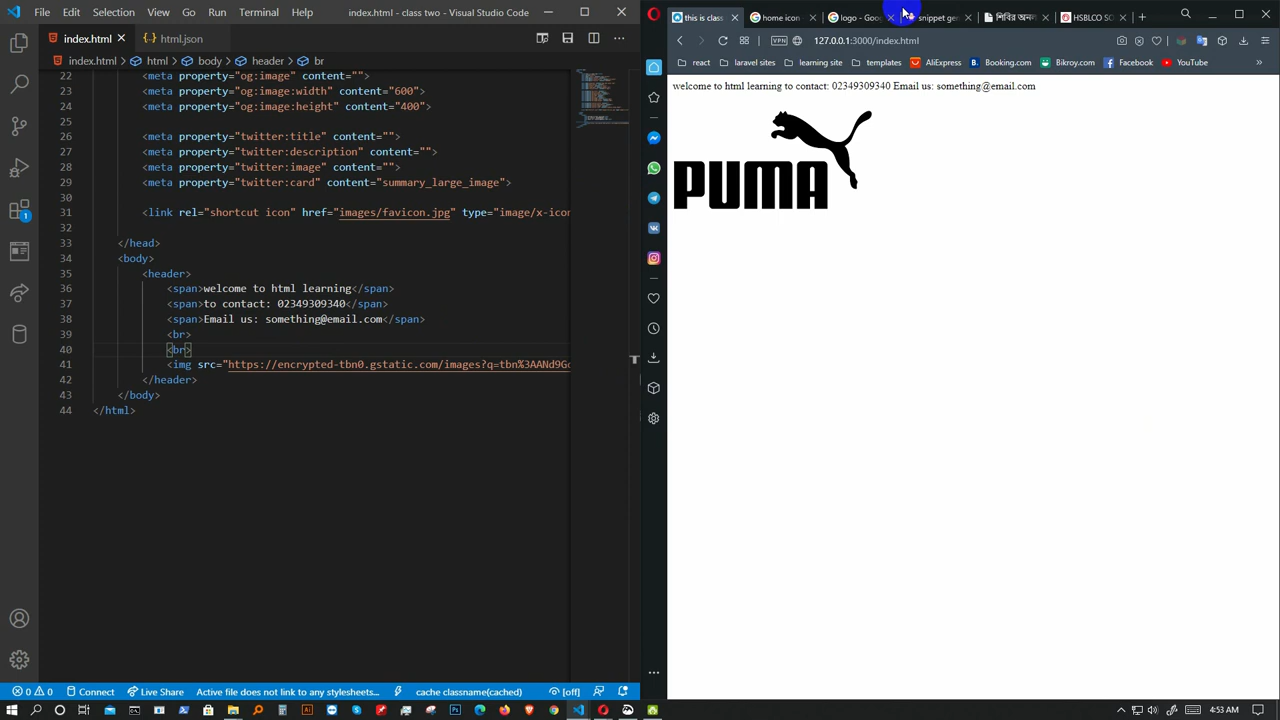 File Edit Selection View Go Run Terminal Help index.html - class two - Visual Studio Code
index.html html.json
index.html html body header br
22 <meta property="og:image" content="">
23 <meta property="og:image:width" content="600">
24 <meta property="og:image:height" content="400">
25
26 <meta property="twitter:title" content="">
27 <meta property="twitter:description" content="">
28 <meta property="twitter:image" content="">
29 <meta property="twitter:card" content="summary_large_image">
31 <link rel="shortcut icon" href="images/favicon.jpg" type="image/x-icon
32
33 </head>
34 <body>
35 <header>
36 <span>welcome to html learning</span>
37 <span>to contact: 02349309340</span>
38 <span>Email us: something@email.com</span>
39 <br>
40 <br>
41 <img src="https://encrypted-tbn0.gstatic.com/images?q=tbn%3AANd9Gc
42 </header>
43 </body>
44 </html>
1
0 0 Connect Live Share Active file does not link to any stylesheets... cache classname(cached) [off]
this is class home icon logo - Goo snippet ge শিবির অনল HSBLCO SC
VPN 127.0.0.1:3000/index.html
react laravel sites learning site templates AliExpress Booking.com Bikroy.com Facebook YouTube
welcome to html learning to contact: 02349309340 Email us: something@email.com
PUMA
4:53 AM